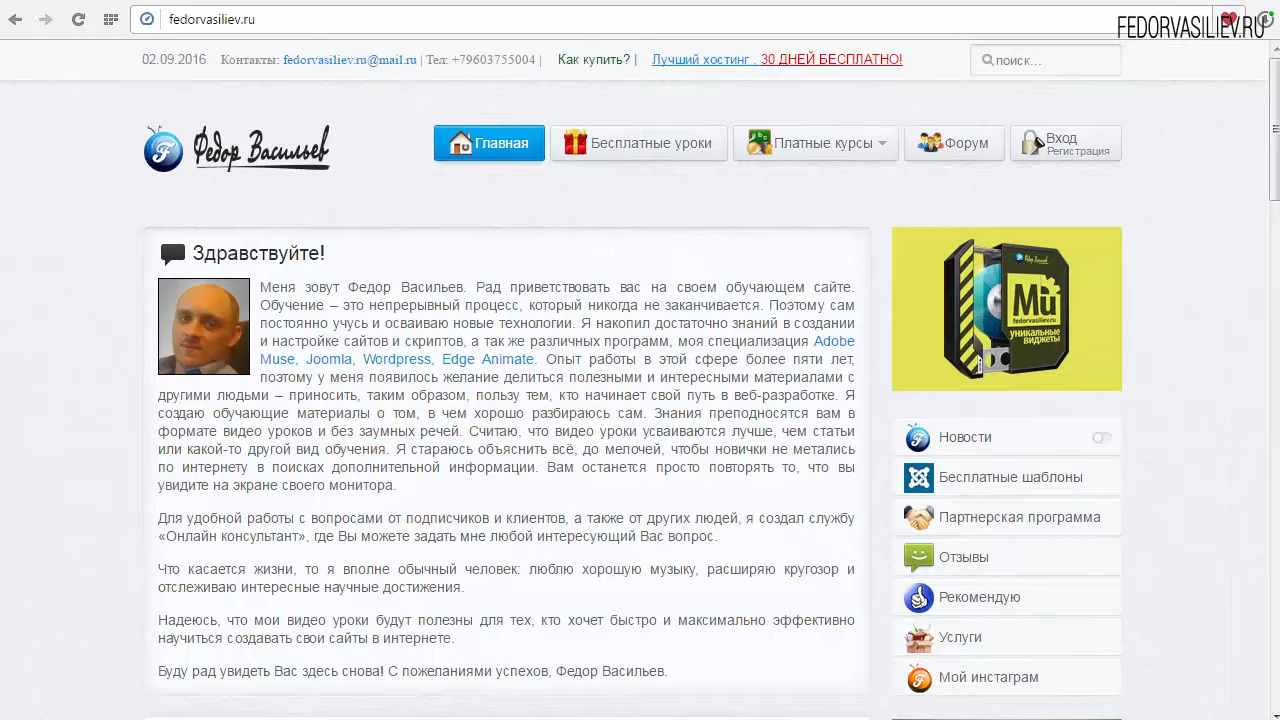 fedorvasiliev.ru
FEDORVASILIEV.RU
02.09.2016 Контакты: fedorvasiliev.ru@mail.ru | Тел: +79603755004 | Как купить? | Лучший хостинг . 30 ДНЕЙ БЕСПЛАТНО!
поиск...
Федор Васильев
Главная
Бесплатные уроки
Платные курсы
Форум
Вход
Регистрация
Здравствуйте!
Меня зовут Федор Васильев. Рад приветствовать вас на своем обучающем сайте.
Обучение – это непрерывный процесс, который никогда не заканчивается. Поэтому сам
постоянно учусь и осваиваю новые технологии. Я накопил достаточно знаний в создании
и настройке сайтов и скриптов, а так же различных программ, моя специализация Adobe
Muse, Joomla, Wordpress, Edge Animate. Опыт работы в этой сфере более пяти лет,
поэтому у меня появилось желание делиться полезными и интересными материалами с
другими людьми – приносить, таким образом, пользу тем, кто начинает свой путь в веб-разработке. Я
создаю обучающие материалы о том, в чем хорошо разбираюсь сам. Знания преподносятся вам в
формате видео уроков и без заумных речей. Считаю, что видео уроки усваиваются лучше, чем статьи
или какой-то другой вид обучения. Я стараюсь объяснить всё, до мелочей, чтобы новички не метались
по интернету в поисках дополнительной информации. Вам останется просто повторять то, что вы
увидите на экране своего монитора.
Для удобной работы с вопросами от подписчиков и клиентов, а также от других людей, я создал службу
«Онлайн консультант», где Вы можете задать мне любой интересующий Вас вопрос.
Что касается жизни, то я вполне обычный человек: люблю хорошую музыку, расширяю кругозор и
отслеживаю интересные научные достижения.
Надеюсь, что мои видео уроки будут полезны для тех, кто хочет быстро и максимально эффективно
научиться создавать свои сайты в интернете.
Буду рад увидеть Вас здесь снова! С пожеланиями успехов, Федор Васильев.
Федор Васильев
Mu
fedorvasiliev.ru
уникальные
виджеты
Новости
Бесплатные шаблоны
Партнерская программа
Отзывы
Рекомендую
Услуги
Мой инстаграм